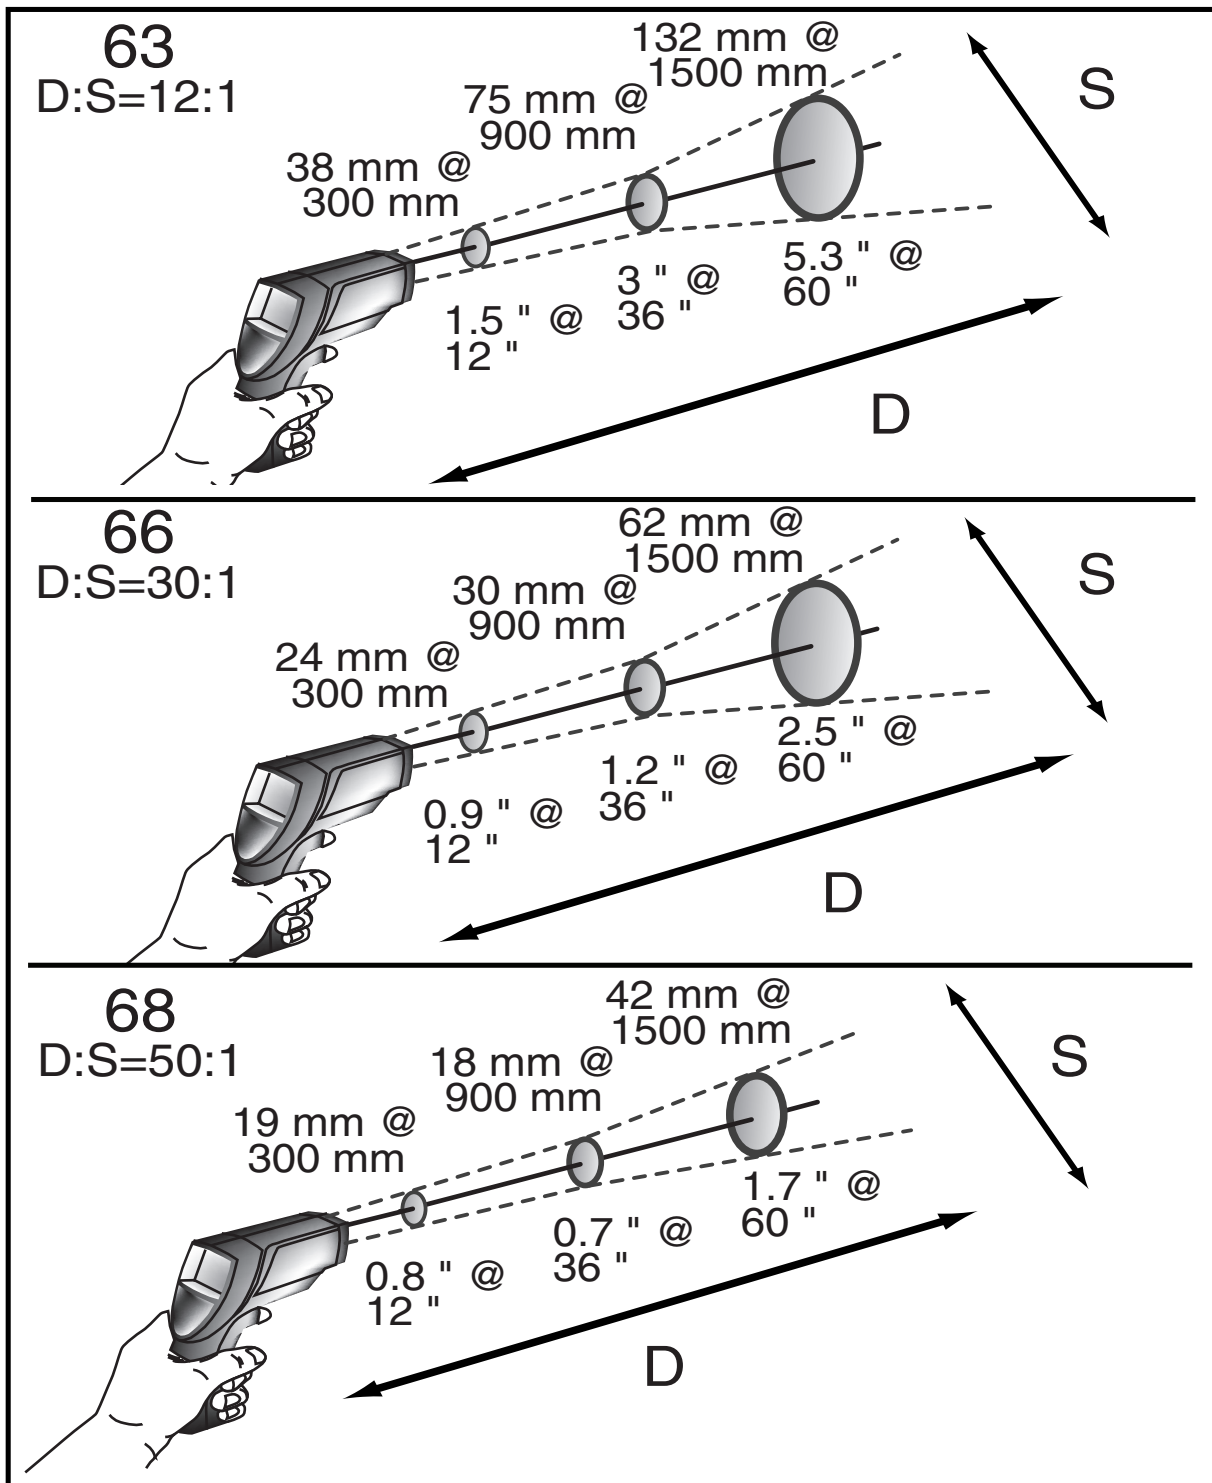 63
D:S=12:1
132 mm @
1500 mm
75 mm @
900 mm
38 mm @
300 mm
S
1.5 " @
12 "
3 " @
36 "
5.3 " @
60 "
D
66
D:S=30:1
62 mm @
1500 mm
30 mm @
900 mm
24 mm @
300 mm
S
0.9 " @
12 "
1.2 " @
36 "
2.5 " @
60 "
D
68
D:S=50:1
42 mm @
1500 mm
18 mm @
900 mm
19 mm @
300 mm
S
0.8 " @
12 "
0.7 " @
36 "
1.7 " @
60 "
D